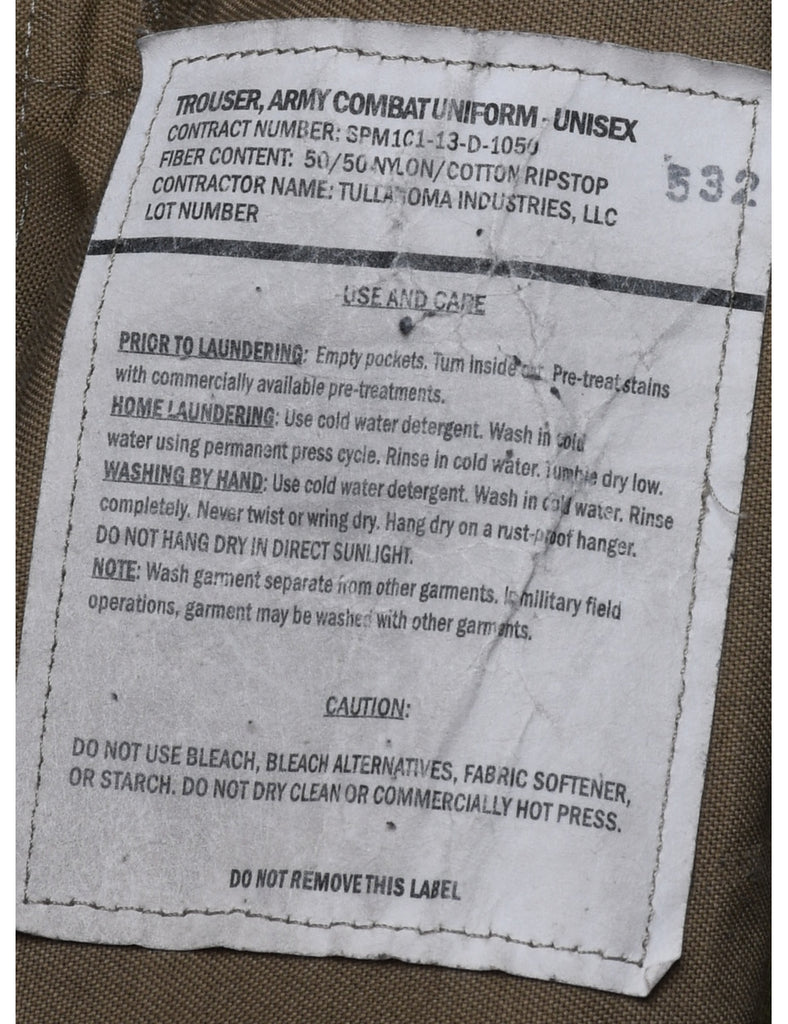 TROUSER, ARMY COMBAT UNIFORM - UNISEX
CONTRACT NUMBER: SPM1C1-13-D-1050
FIBER CONTENT: 50/50 NYLON/COTTON RIPSTOP
532
CONTRACTOR NAME: TULLAHOMA INDUSTRIES, LLC
LOT NUMBER
USE AND CARE
PRIOR TO LAUNDERING: Empty pockets. Turn inside out. Pre-treat stains
with commercially available pre-treatments.
HOME LAUNDERING: Use cold water detergent. Wash in cold
water using permanent press cycle. Rinse in cold water. Tumble dry low.
WASHING BY HAND: Use cold water detergent. Wash in cold water. Rinse
completely. Never twist or wring dry. Hang dry on a rust-proof hanger.
DO NOT HANG DRY IN DIRECT SUNLIGHT.
NOTE: Wash garment separate from other garments. In military field
operations, garment may be washed with other garments.
CAUTION:
DO NOT USE BLEACH, BLEACH ALTERNATIVES, FABRIC SOFTENER,
OR STARCH. DO NOT DRY CLEAN OR COMMERCIALLY HOT PRESS.
DO NOT REMOVE THIS LABEL